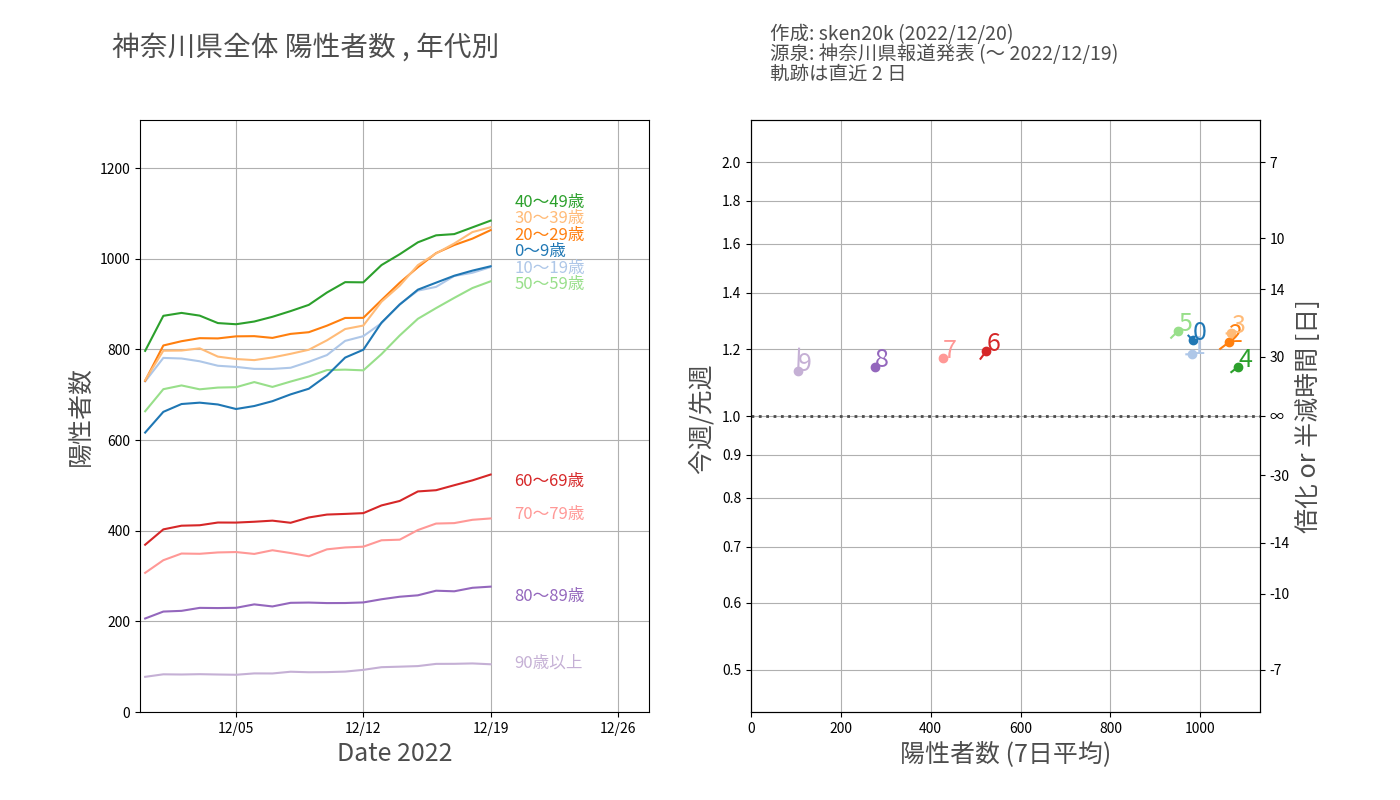 神奈川県全体 陽性者数 , 年代別
作成: sken20k (2022/12/20)
源泉: 神奈川県報道発表 (～ 2022/12/19)
軌跡は直近 2 日
陽性者数
1200
1000
800
600
400
200
0
12/05
12/12
12/19
12/26
Date 2022
40～49歳
30～39歳
20～29歳
0～9歳
10～19歳
50～59歳
60～69歳
70～79歳
80～89歳
90歳以上
今週/先週
2.0
1.8
1.6
1.4
1.2
1.0
0.9
0.8
0.7
0.6
0.5
0
200
400
600
800
1000
陽性者数 (7日平均)
9
8
7
6
5
0
1
3
2
4
7
10
14
30
∞
-30
-14
-10
-7
倍化 or 半減時間 [日]